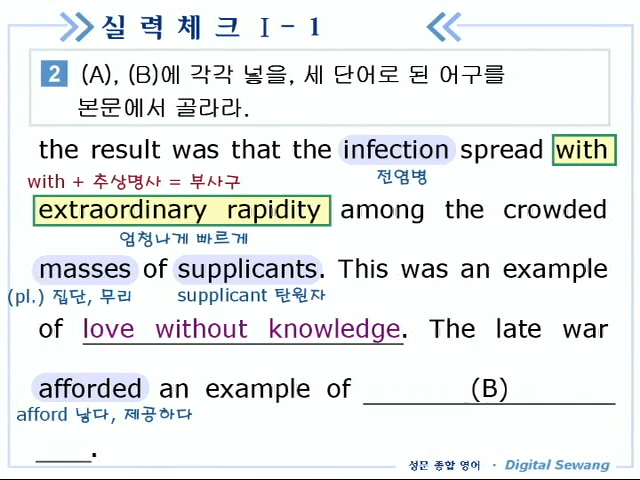 실 력 체 크 I - 1
2 (A), (B)에 각각 넣을, 세 단어로 된 어구를
본문에서 골라라.
the result was that the infection spread with
with + 추상명사 = 부사구 전염병
extraordinary rapidity among the crowded
엄청나게 빠르게
masses of supplicants. This was an example
(pl.) 집단, 무리 supplicant 탄원자
of love without knowledge. The late war
afforded an example of (B)
afford 낳다, 제공하다
.
성문 종합 영어 · Digital Sewang